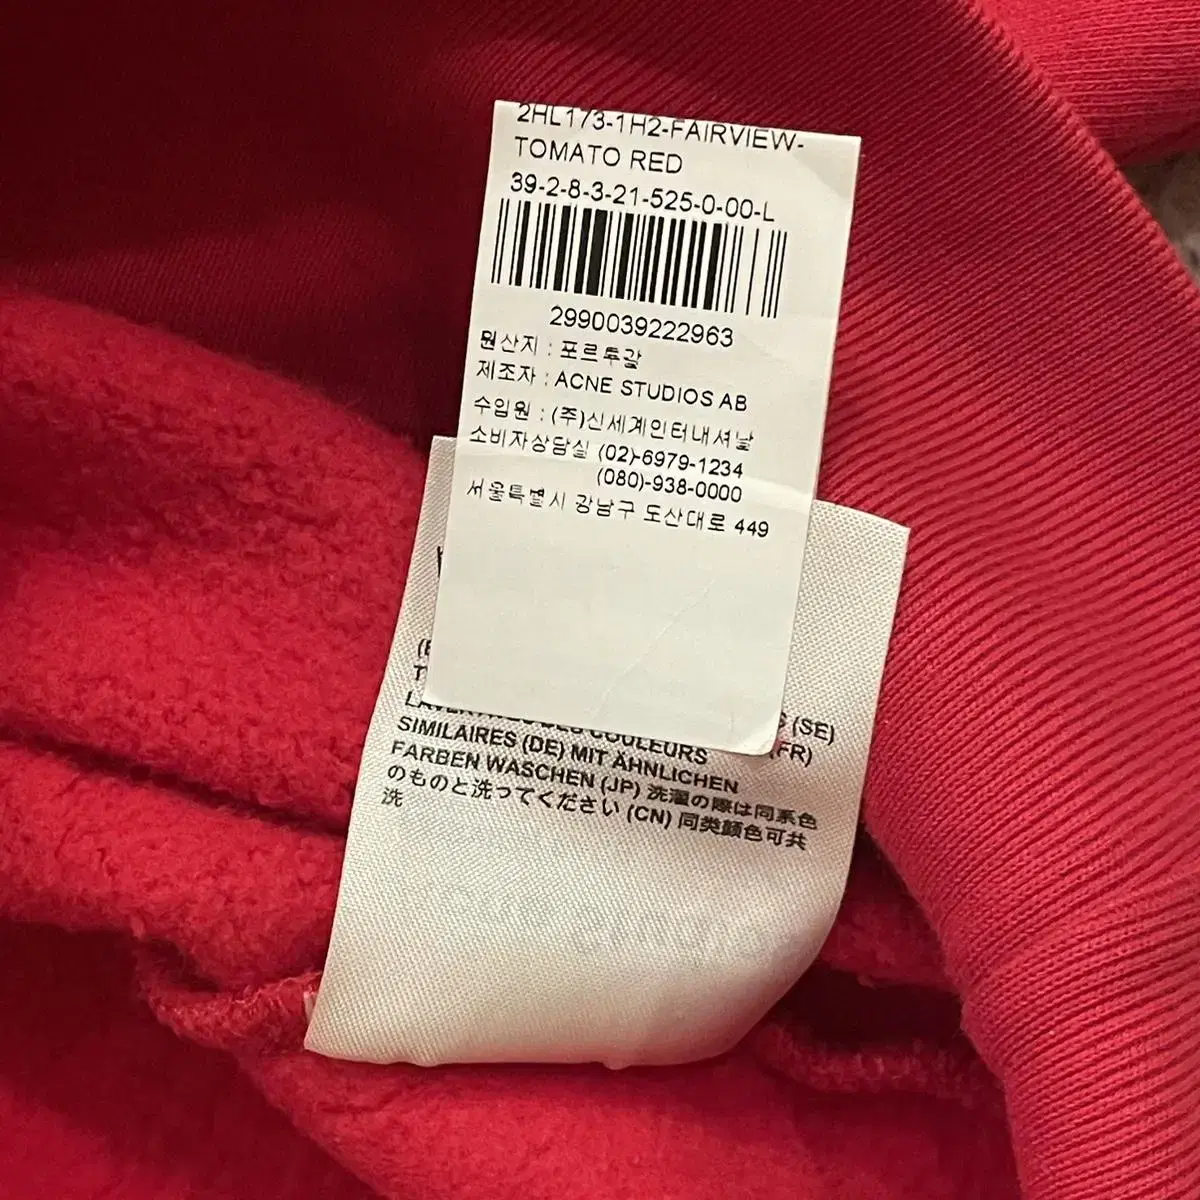 2HL173-1H2-FAIRVIEW-
TOMATO RED
39-2-8-3-21-525-0-00-L
2990039222963
원산지 : 포르투갈
제조자 : ACNE STUDIOS AB
수입원 : (주)신세계인터내셔날
소비자상담실 (02)-6979-1234
(080)-938-0000
서울특별시 강남구 도산대로 449
(SE)
(FR)
COULEURS
SIMILAIRES (DE) MIT ÄHNLICHEN
FARBEN WASCHEN (JP) 洗濯の際は同系色
のものと洗ってください (CN) 同类颜色可共
洗